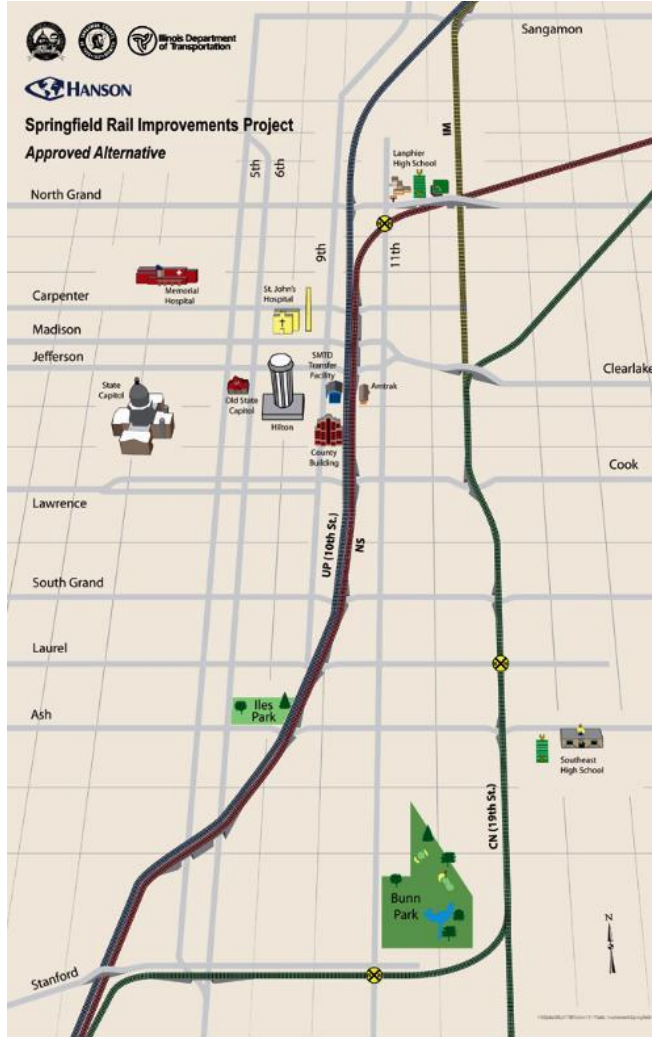 Illinois Department
of Transportation
HANSON
Springfield Rail Improvements Project
Approved Alternative
Sangamon
IM
5th
6th
Lanphier
High School
North Grand
9th
11th
Memorial
Hospital
St. John's
Hospital
Carpenter
Madison
Jefferson
SMTD
Transfer
Facility
Amtrak
Clearlake
State
Capitol
Old State
Capitol
Hilton
County
Building
Cook
Lawrence
UP (10th St.)
NS
South Grand
Laurel
Iles
Park
Ash
Southeast
High School
CN (19th St.)
Bunn
Park
N
Stanford